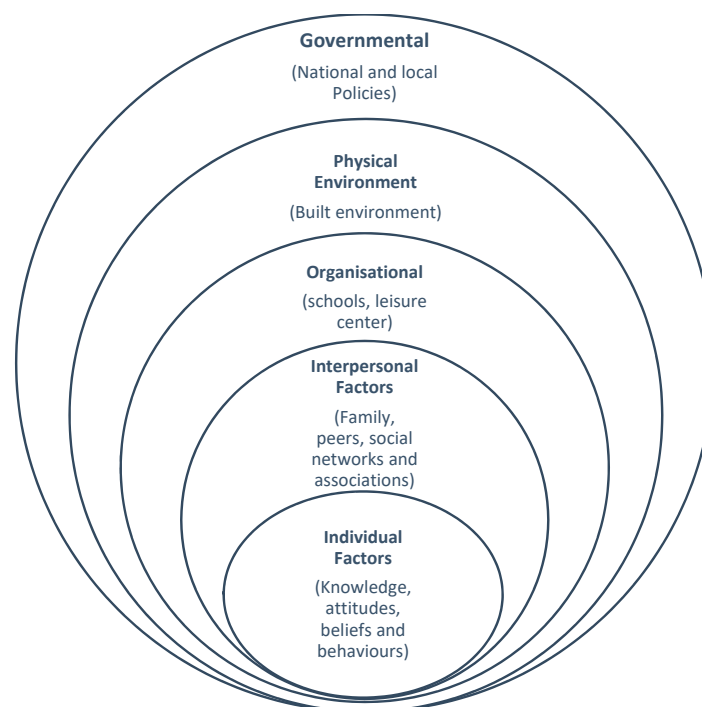 Governmental
(National and local
Policies)
Physical
Environment
(Built environment)
Organisational
(schools, leisure
center)
Interpersonal
Factors
(Family,
peers, social
networks and
associations)
Individual
Factors
(Knowledge,
attitudes,
beliefs and
behaviours)